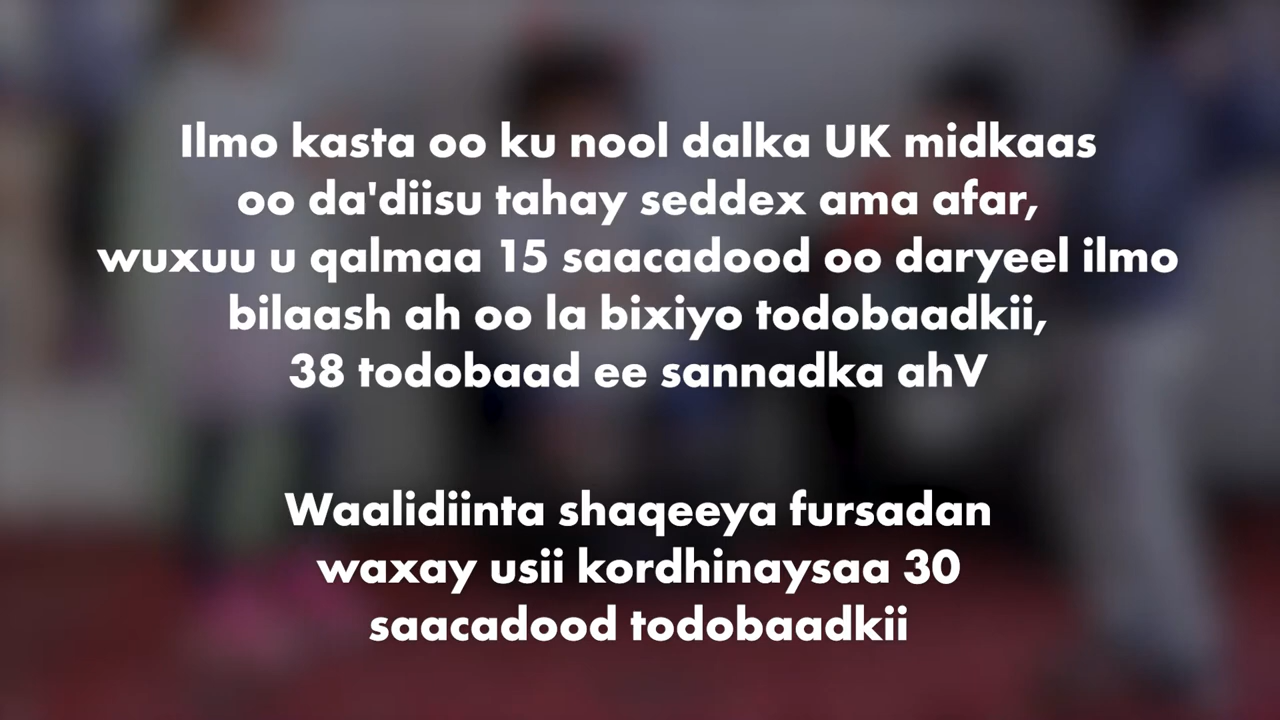 Ilmo kasta oo ku nool dalka UK midkaas
oo da'diisu tahay seddex ama afar,
wuxuu u qalmaa 15 saacadood oo daryeel ilmo
bilaash ah oo la bixiyo todobaadkii,
38 todobaad ee sannadka ahV
Waalidiinta shaqeeya fursadan
waxay usii kordhinaysaa 30
saacadood todobaadkii